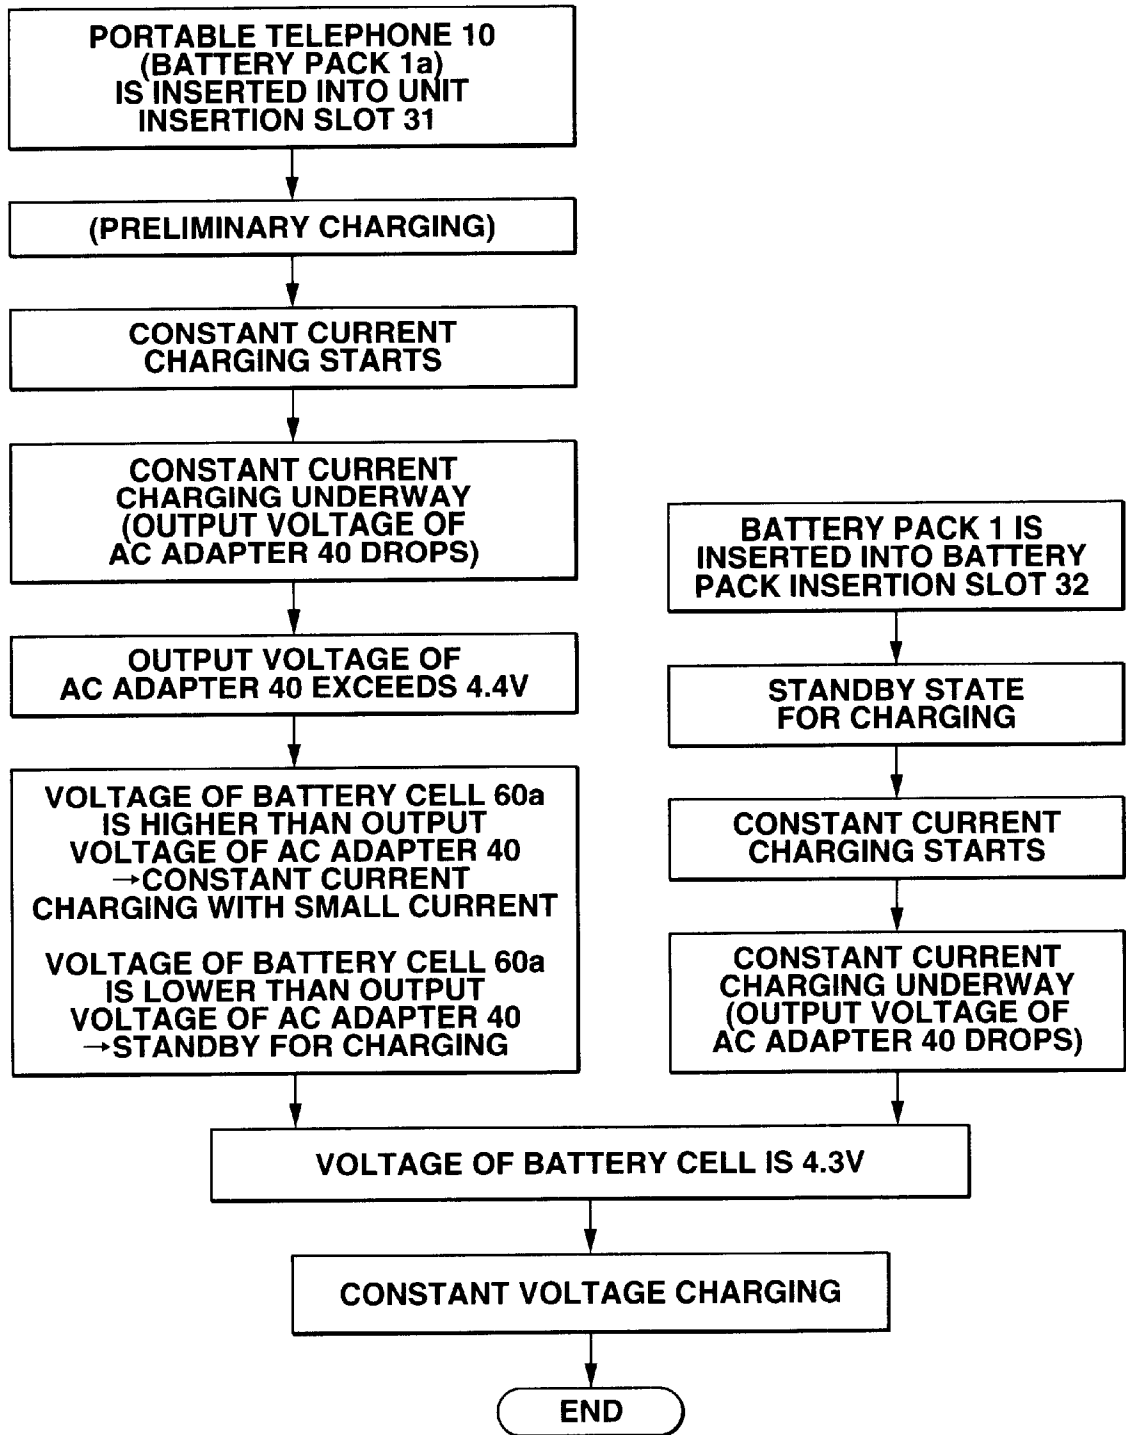 PORTABLE TELEPHONE 10
(BATTERY PACK 1a)
IS INSERTED INTO UNIT
INSERTION SLOT 31
(PRELIMINARY CHARGING)
CONSTANT CURRENT
CHARGING STARTS
CONSTANT CURRENT
CHARGING UNDERWAY
(OUTPUT VOLTAGE OF
AC ADAPTER 40 DROPS)
OUTPUT VOLTAGE OF
AC ADAPTER 40 EXCEEDS 4.4V
VOLTAGE OF BATTERY CELL 60a
IS HIGHER THAN OUTPUT
VOLTAGE OF AC ADAPTER 40
→CONSTANT CURRENT
CHARGING WITH SMALL CURRENT
VOLTAGE OF BATTERY CELL 60a
IS LOWER THAN OUTPUT
VOLTAGE OF AC ADAPTER 40
→STANDBY FOR CHARGING
BATTERY PACK 1 IS
INSERTED INTO BATTERY
PACK INSERTION SLOT 32
STANDBY STATE
FOR CHARGING
CONSTANT CURRENT
CHARGING STARTS
CONSTANT CURRENT
CHARGING UNDERWAY
(OUTPUT VOLTAGE OF
AC ADAPTER 40 DROPS)
VOLTAGE OF BATTERY CELL IS 4.3V
CONSTANT VOLTAGE CHARGING
END